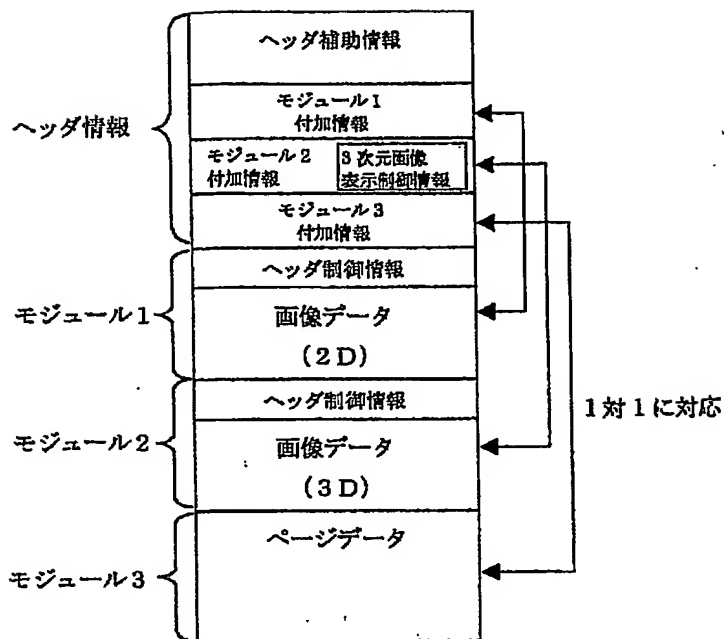 ヘッダ補助情報
ヘッダ情報
モジュール1
付加情報
モジュール2
付加情報
3次元画像
表示制御情報
モジュール3
付加情報
モジュール1
ヘッダ制御情報
画像データ
(2D)
モジュール2
ヘッダ制御情報
画像データ
(3D)
1対1に対応
モジュール3
ページデータ